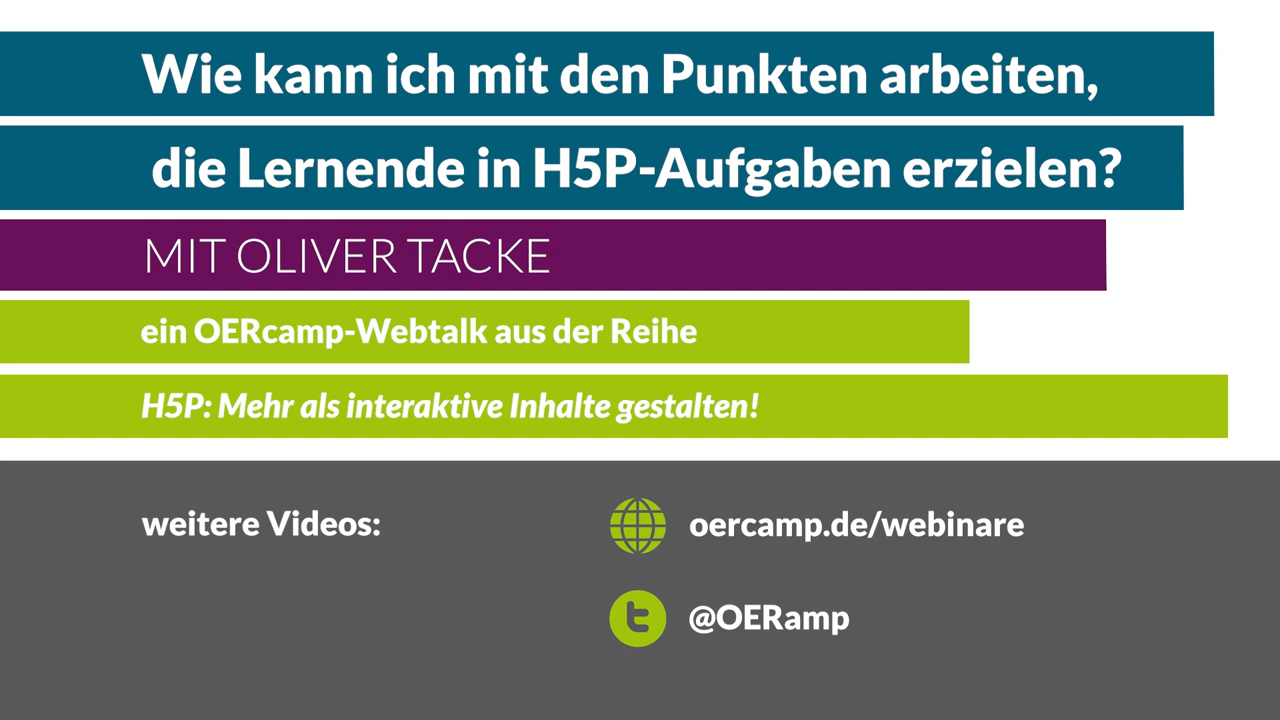 Wie kann ich mit den Punkten arbeiten,
die Lernende in H5P-Aufgaben erzielen?
MIT OLIVER TACKE
ein OERcamp-Webtalk aus der Reihe
H5P: Mehr als interaktive Inhalte gestalten!
weitere Videos:
oercamp.de/webinare
@OERamp